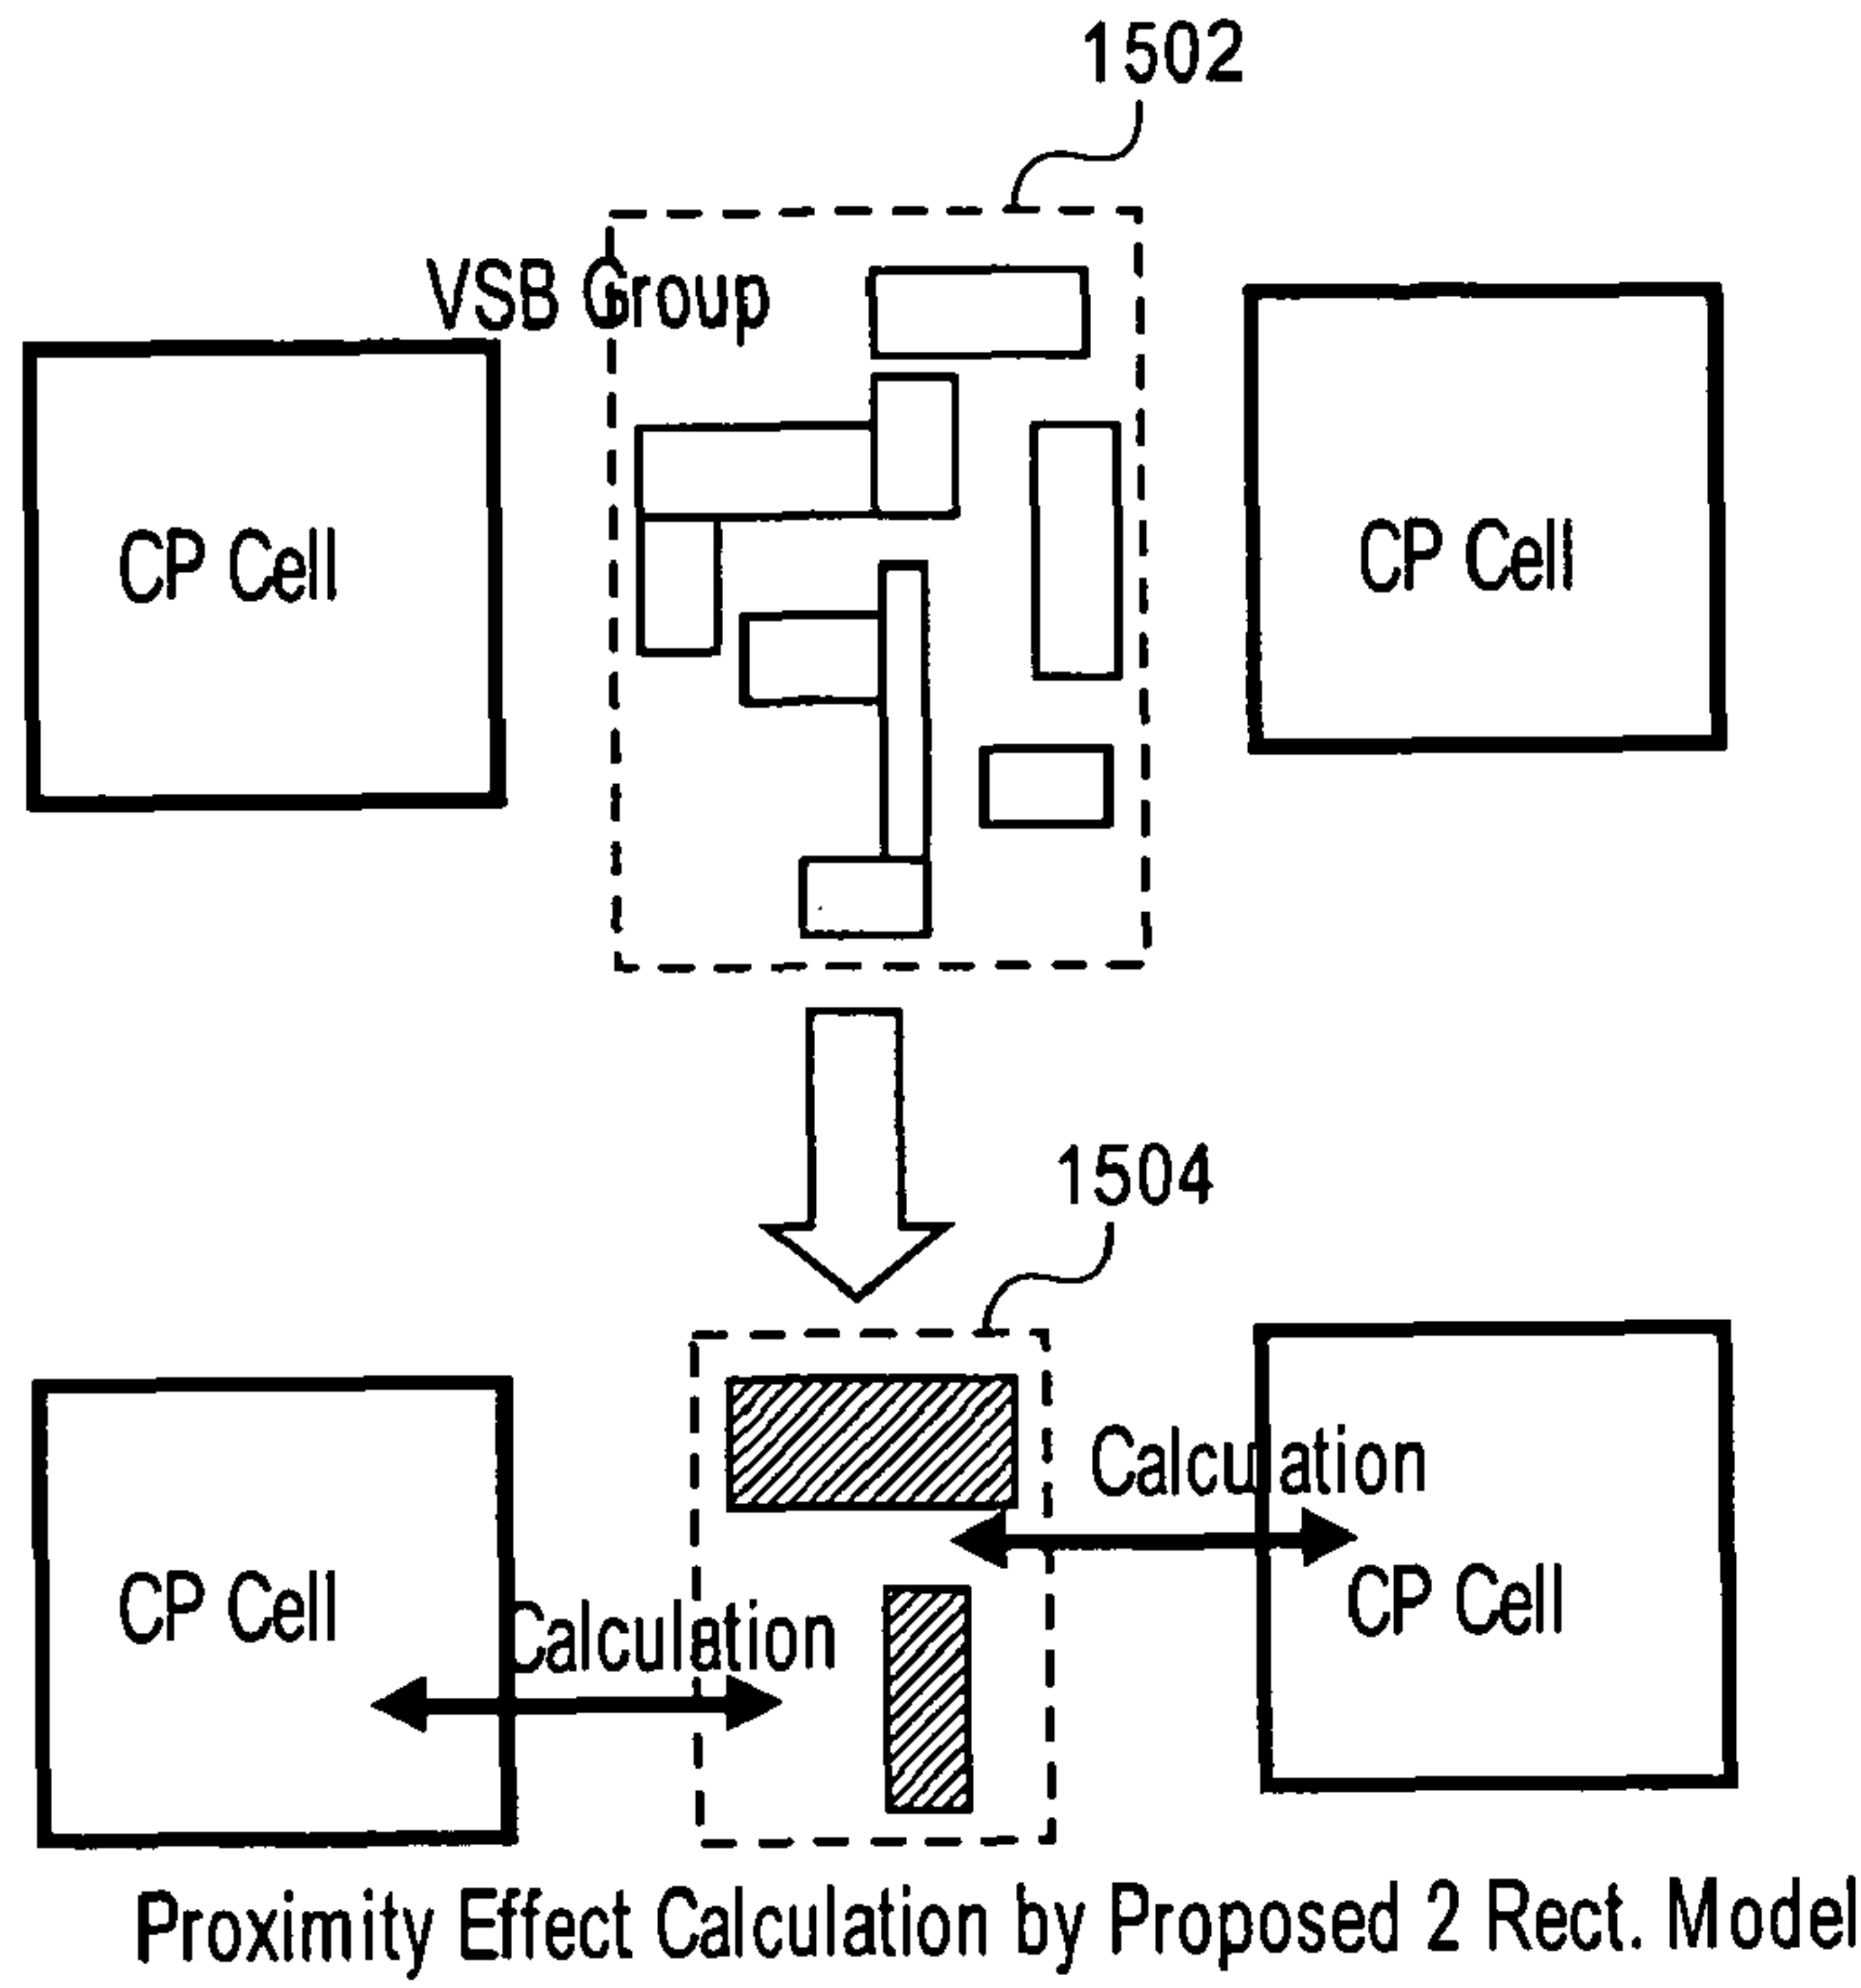 1502
VSB Group
CP Cell
CP Cell
1504
Calculation
CP Cell
Calculation
CP Cell
Proximity Effect Calculation by Proposed 2 Rect. Model